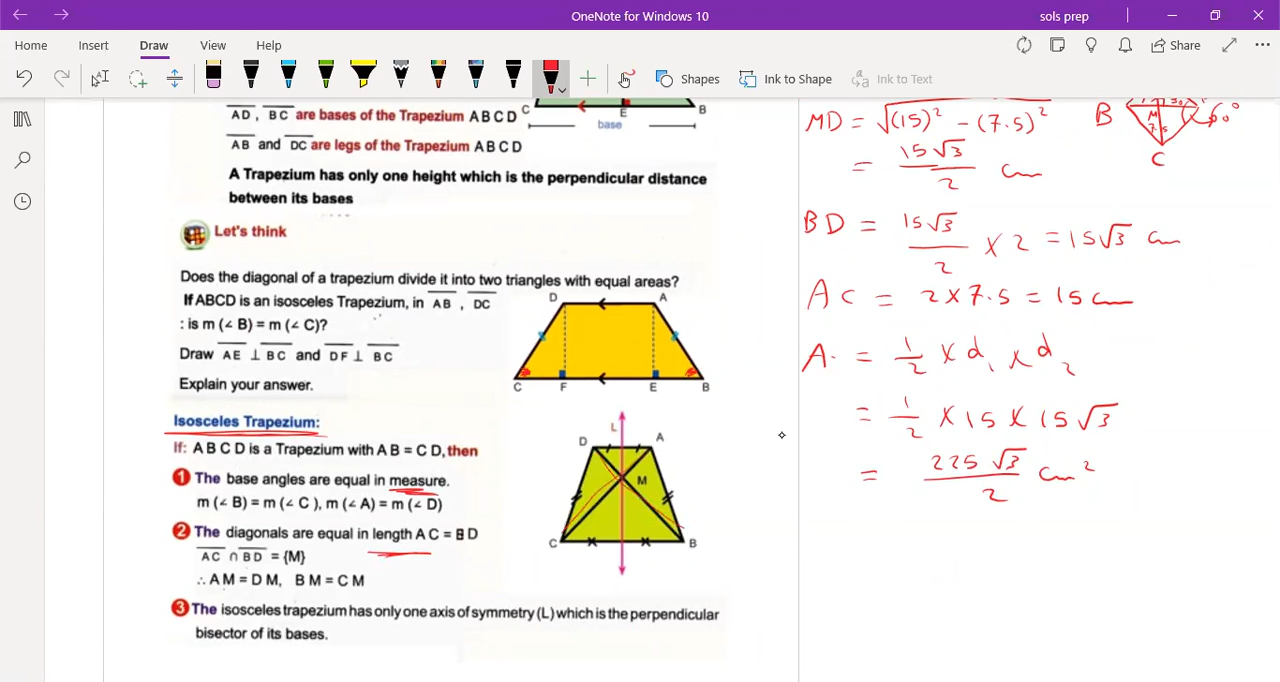 OneNote for Windows 10
sols prep
Home Insert Draw View Help
Share
Shapes
Ink to Shape
Ink to Text
AD , BC are bases of the Trapezium A B C D
AB and DC are legs of the Trapezium A B C D
A Trapezium has only one height which is the perpendicular distance
between its bases
C E B
base
Let's think
Does the diagonal of a trapezium divide it into two triangles with equal areas?
If ABCD is an isosceles Trapezium, in AB , DC
: is m (∠ B) = m (∠ C)?
Draw AE ⊥ BC and DF ⊥ BC
Explain your answer.
D A
C F E B
Isosceles Trapezium:
If: A B C D is a Trapezium with A B = C D, then
1 The base angles are equal in measure.
m (∠ B) = m (∠ C ), m (∠ A) = m (∠ D)
2 The diagonals are equal in length A C = B D
AC ∩ BD = {M}
∴ A M = D M, B M = C M
3 The isosceles trapezium has only one axis of symmetry (L) which is the perpendicular
bisector of its bases.
L
D A
M
C B
MD = √(15)² - (7.5)²
= 15√3/2 cm
BD = 15√3/2 × 2 = 15√3 cm
AC = 2×7.5 = 15 cm
A. = 1/2 × d₁ × d₂
= 1/2 × 15 × 15√3
= 225√3/2 cm²
B
M
7.5
60°
C